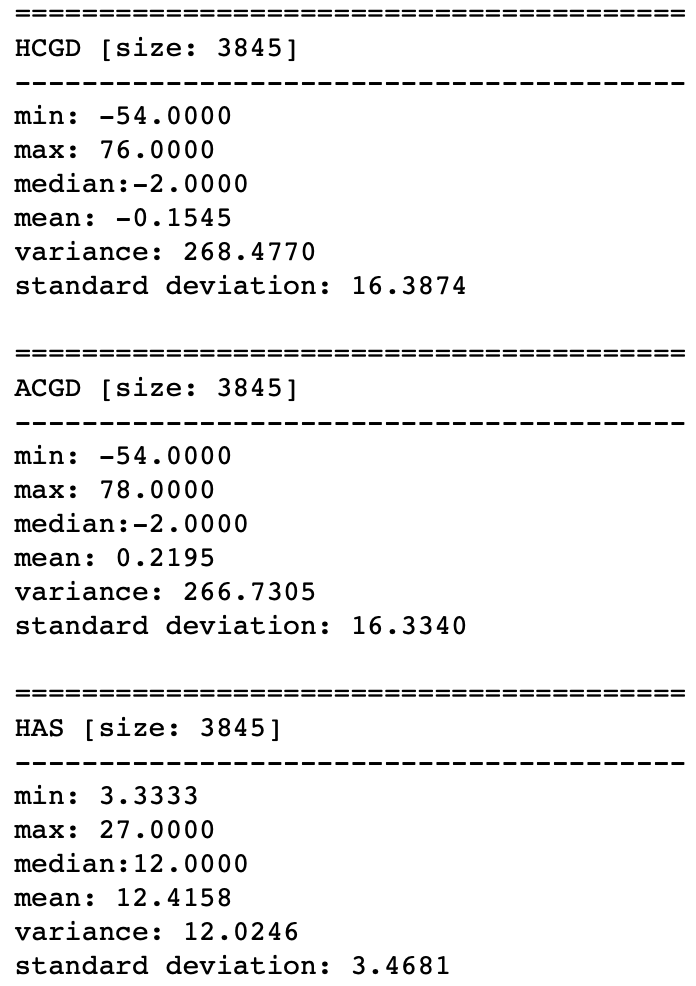 ========================================
HCGD [size: 3845]
----------------------------------------
min: -54.0000
max: 76.0000
median:-2.0000
mean: -0.1545
variance: 268.4770
standard deviation: 16.3874
========================================
ACGD [size: 3845]
----------------------------------------
min: -54.0000
max: 78.0000
median:-2.0000
mean: 0.2195
variance: 266.7305
standard deviation: 16.3340
========================================
HAS [size: 3845]
----------------------------------------
min: 3.3333
max: 27.0000
median:12.0000
mean: 12.4158
variance: 12.0246
standard deviation: 3.4681